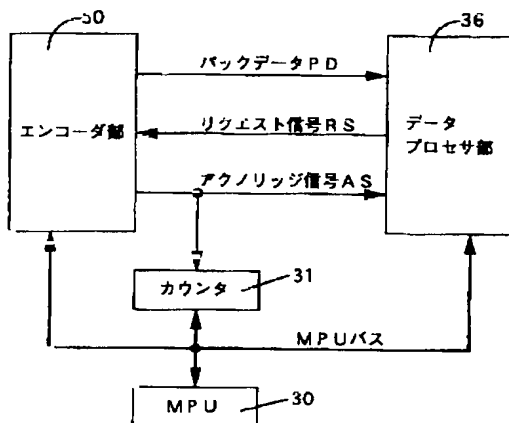 50
36
パックデータPD
エンコーダ部
リクエスト信号RS
データ
プロセサ部
アクノリッジ信号AS
31
カウンタ
MPUバス
MPU
30